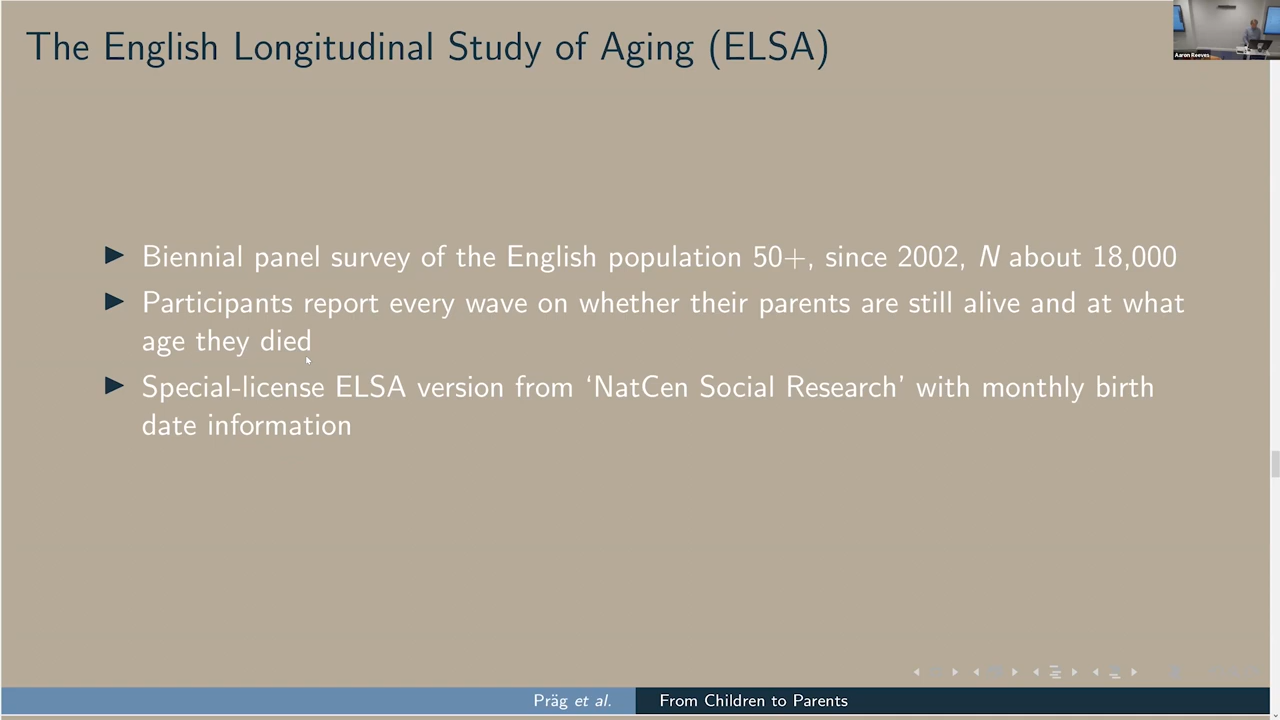 The English Longitudinal Study of Aging (ELSA)
Aaron Reeves
Biennial panel survey of the English population 50+, since 2002, N about 18,000
Participants report every wave on whether their parents are still alive and at what
age they died
Special-license ELSA version from ‘NatCen Social Research’ with monthly birth
date information
Präg et al.
From Children to Parents